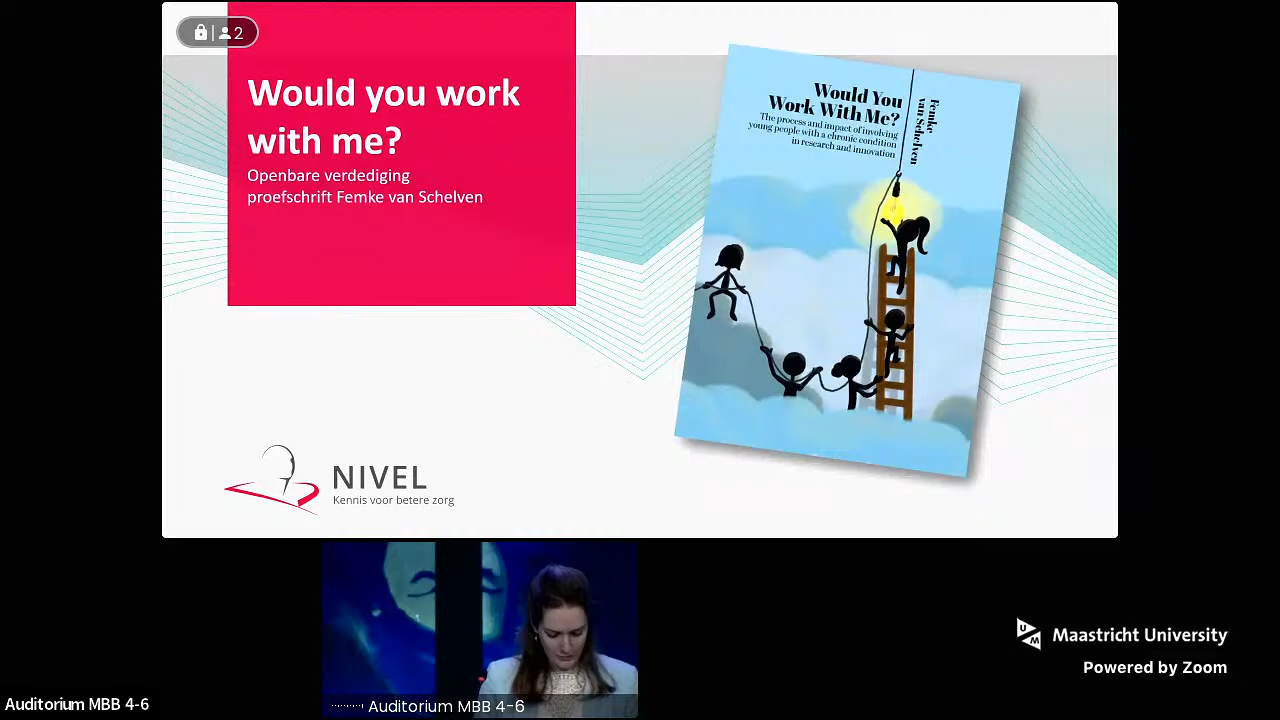 2
Would you work
with me?
Openbare verdediging
proefschrift Femke van Schelven
Would You
Work With Me?
The process and impact of involving
young people with a chronic condition
in research and innovation
Femke
van Schelven
NIVEL
Kennis voor betere zorg
UM Maastricht University
Powered by Zoom
Auditorium MBB 4-6
Auditorium MBB 4-6